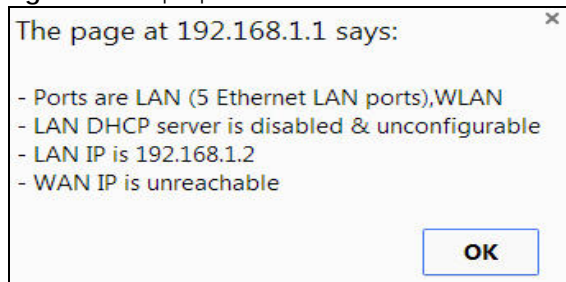 The page at 192.168.1.1 says:
- Ports are LAN (5 Ethernet LAN ports),WLAN
- LAN DHCP server is disabled & unconfigurable
- LAN IP is 192.168.1.2
- WAN IP is unreachable
OK